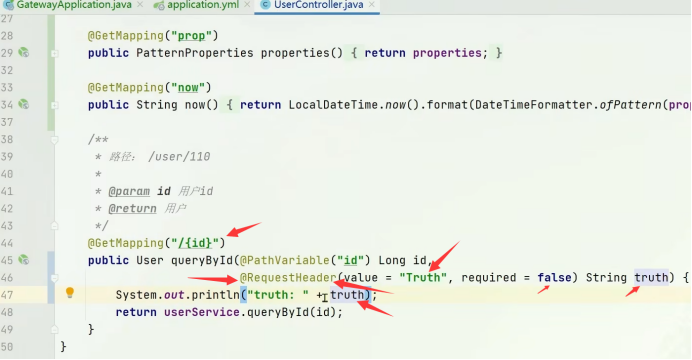 GatewayApplication.java × application.yml × UserController.java ×
27
28 @GetMapping("prop")
29 public PatternProperties properties() { return properties; }
32
33 @GetMapping("now")
34 public String now() { return LocalDateTime.now().format(DateTimeFormatter.ofPattern(prop
37
38 /**
39 * 路径: /user/110
40 *
41 * @param id 用户id
42 * @return 用户
43 */
44 @GetMapping("/{id}")
45 public User queryById(@PathVariable("id") Long id,
46 @RequestHeader(value = "Truth", required = false) String truth) {
47 System.out.println("truth: " + truth);
48 return userService.queryById(id);
49 }
50 }